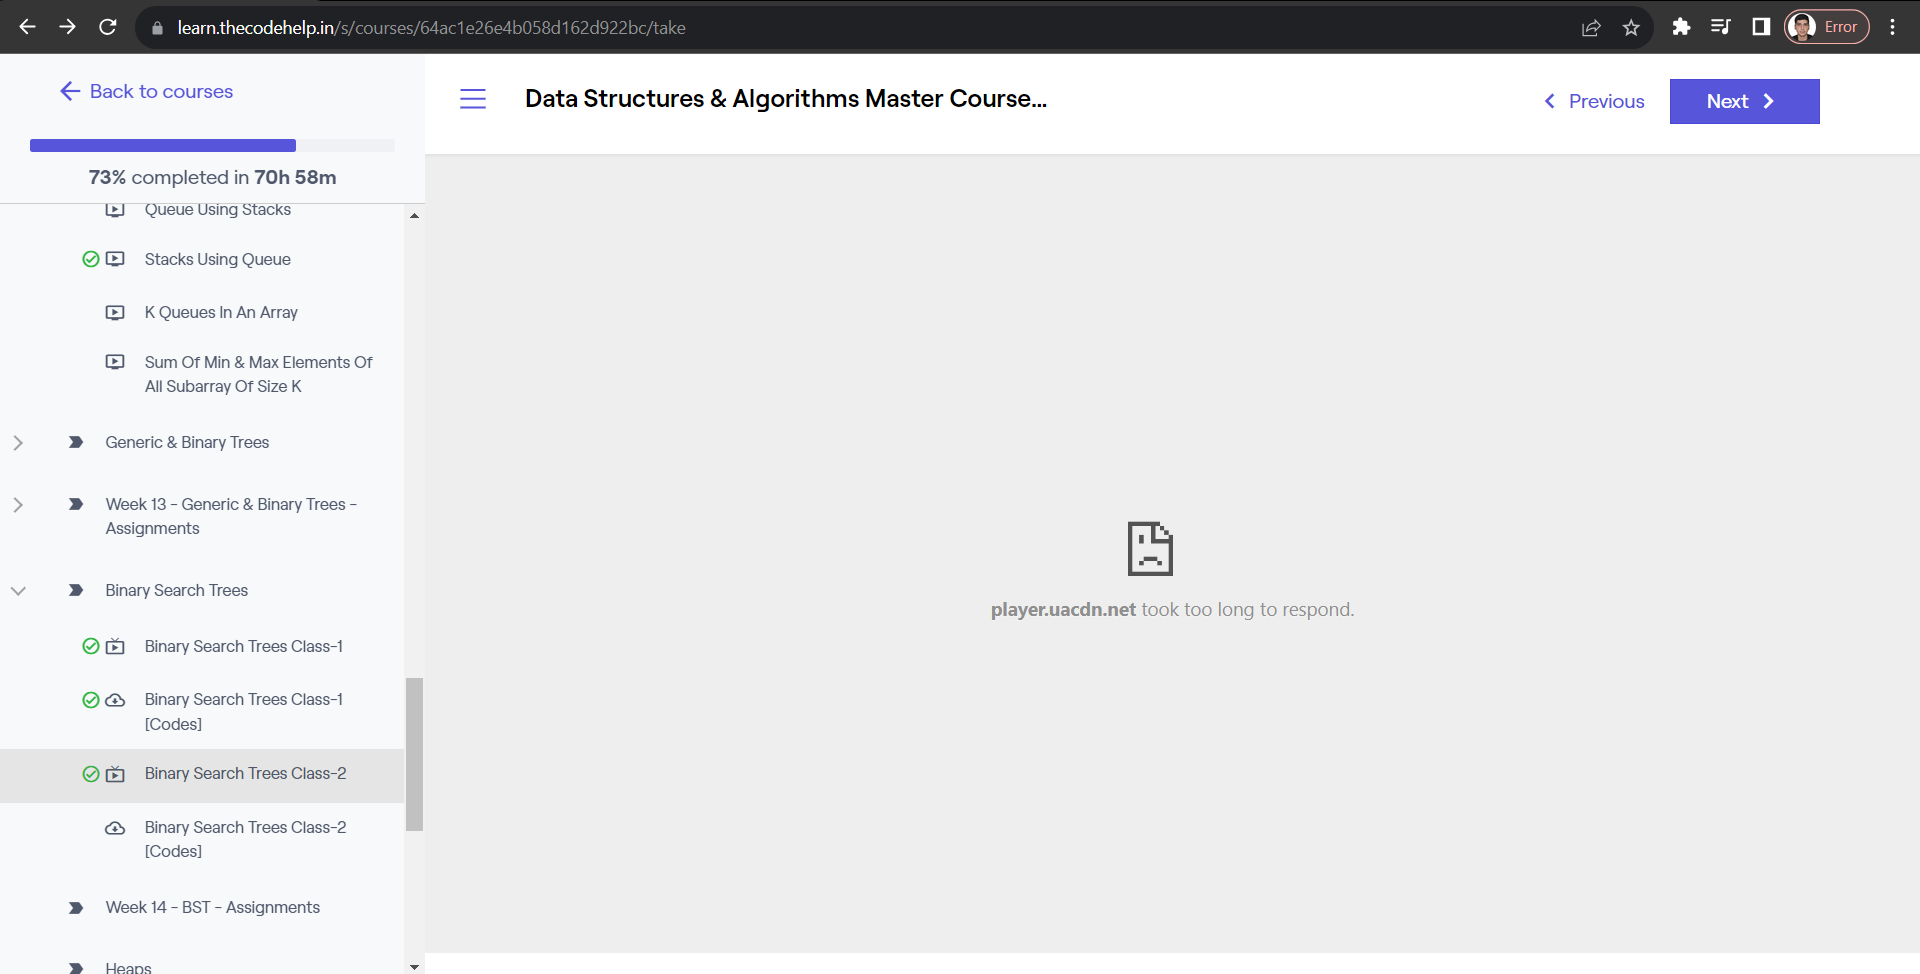 learn.thecodehelp.in/s/courses/64ac1e26e4b058d162d922bc/take
Error
Back to courses
73% completed in 70h 58m
Data Structures & Algorithms Master Course...
Previous
Next
Queue Using Stacks
Stacks Using Queue
K Queues In An Array
Sum Of Min & Max Elements Of
All Subarray Of Size K
Generic & Binary Trees
Week 13 - Generic & Binary Trees -
Assignments
Binary Search Trees
Binary Search Trees Class-1
Binary Search Trees Class-1
[Codes]
Binary Search Trees Class-2
Binary Search Trees Class-2
[Codes]
Week 14 - BST - Assignments
Heaps
player.uacdn.net took too long to respond.